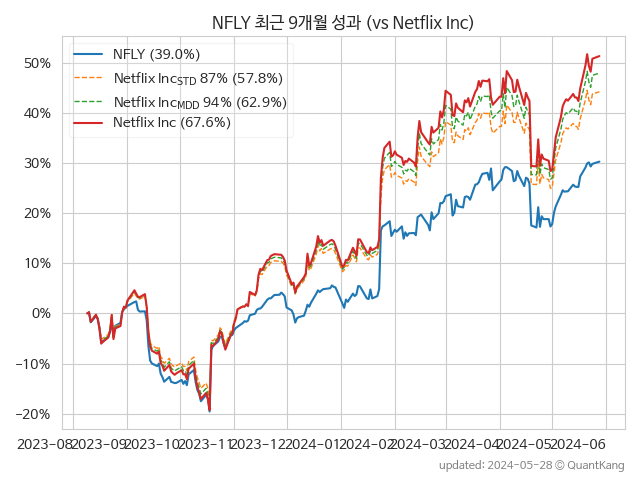 NFLY 최근 9개월 성과 (vs Netflix Inc)
NFLY (39.0%)
Netflix IncSTD 87% (57.8%)
Netflix IncMDD 94% (62.9%)
Netflix Inc (67.6%)
50%
40%
30%
20%
10%
0%
−10%
−20%
2023-08 2023-09 2023-10 2023-11 2023-12 2024-01 2024-02 2024-03 2024-04 2024-05 2024-06
updated: 2024-05-28 © QuantKang